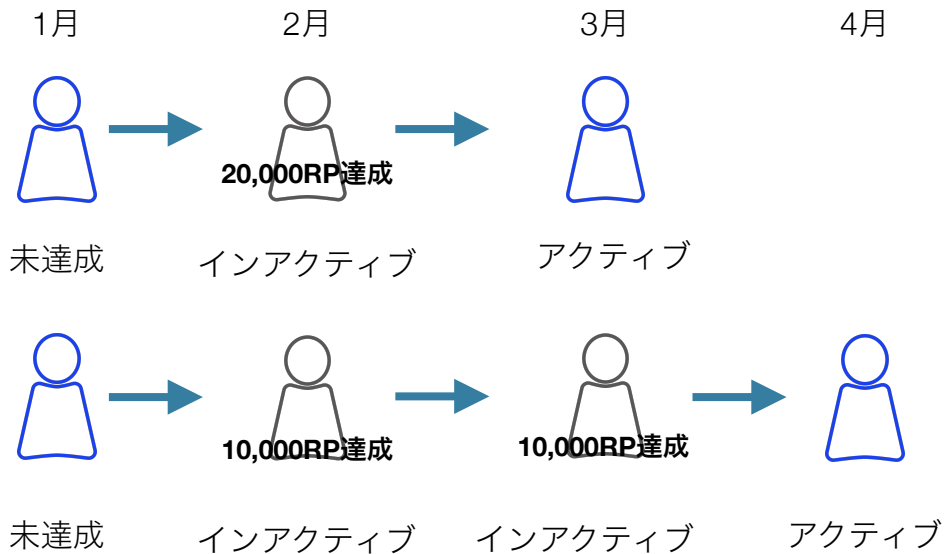 1月
2月
3月
4月
20,000RP達成
未達成
インアクティブ
アクティブ
10,000RP達成
10,000RP達成
未達成
インアクティブ
インアクティブ
アクティブ